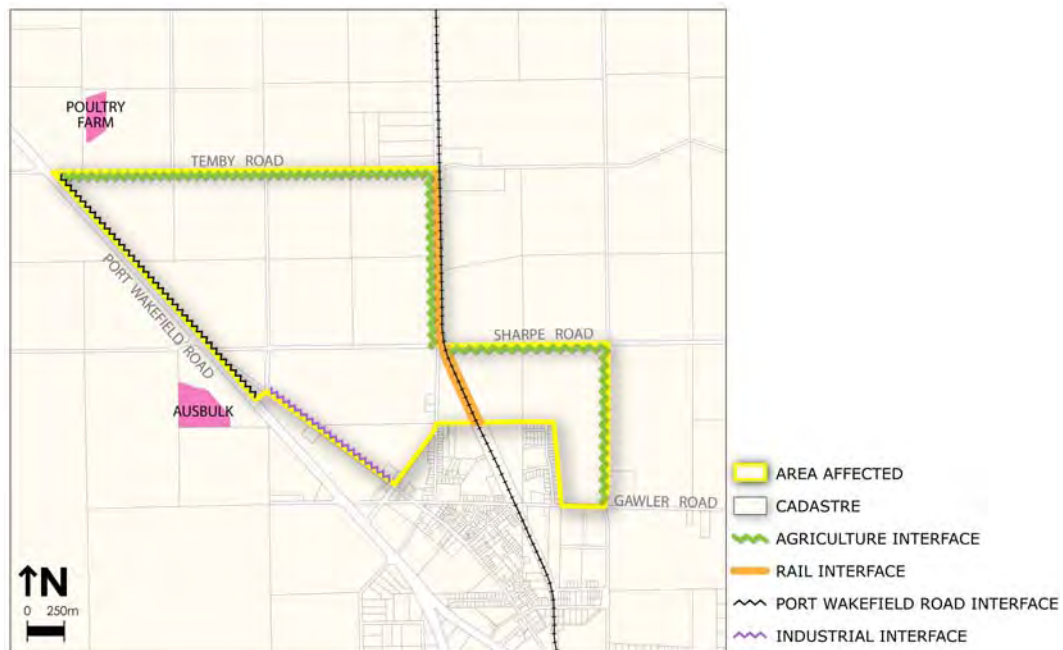 POULTRY
FARM
TEMBY ROAD
PORT WAKEFIELD ROAD
SHARPE ROAD
AUSBULK
GAWLER ROAD
↑N
0 250m
AREA AFFECTED
CADASTRE
AGRICULTURE INTERFACE
RAIL INTERFACE
PORT WAKEFIELD ROAD INTERFACE
INDUSTRIAL INTERFACE